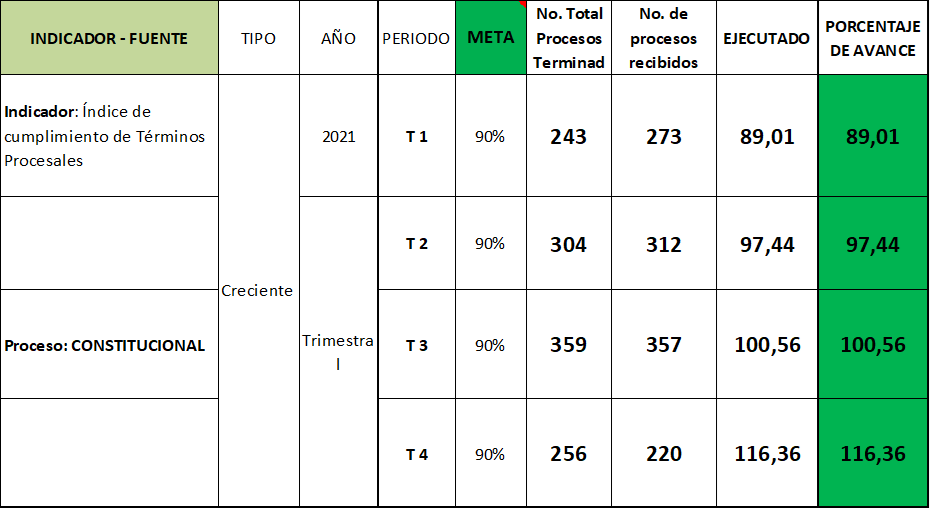 INDICADOR - FUENTE
TIPO
AÑO
PERIODO
META
No. Total
Procesos
Terminad
No. de
procesos
recibidos
EJECUTADO
PORCENTAJE
DE AVANCE
Indicador: Índice de
cumplimiento de Términos
Procesales
2021
T 1
90%
243
273
89,01
89,01
T 2
90%
304
312
97,44
97,44
Creciente
Proceso: CONSTITUCIONAL
Trimestra
l
T 3
90%
359
357
100,56
100,56
T 4
90%
256
220
116,36
116,36